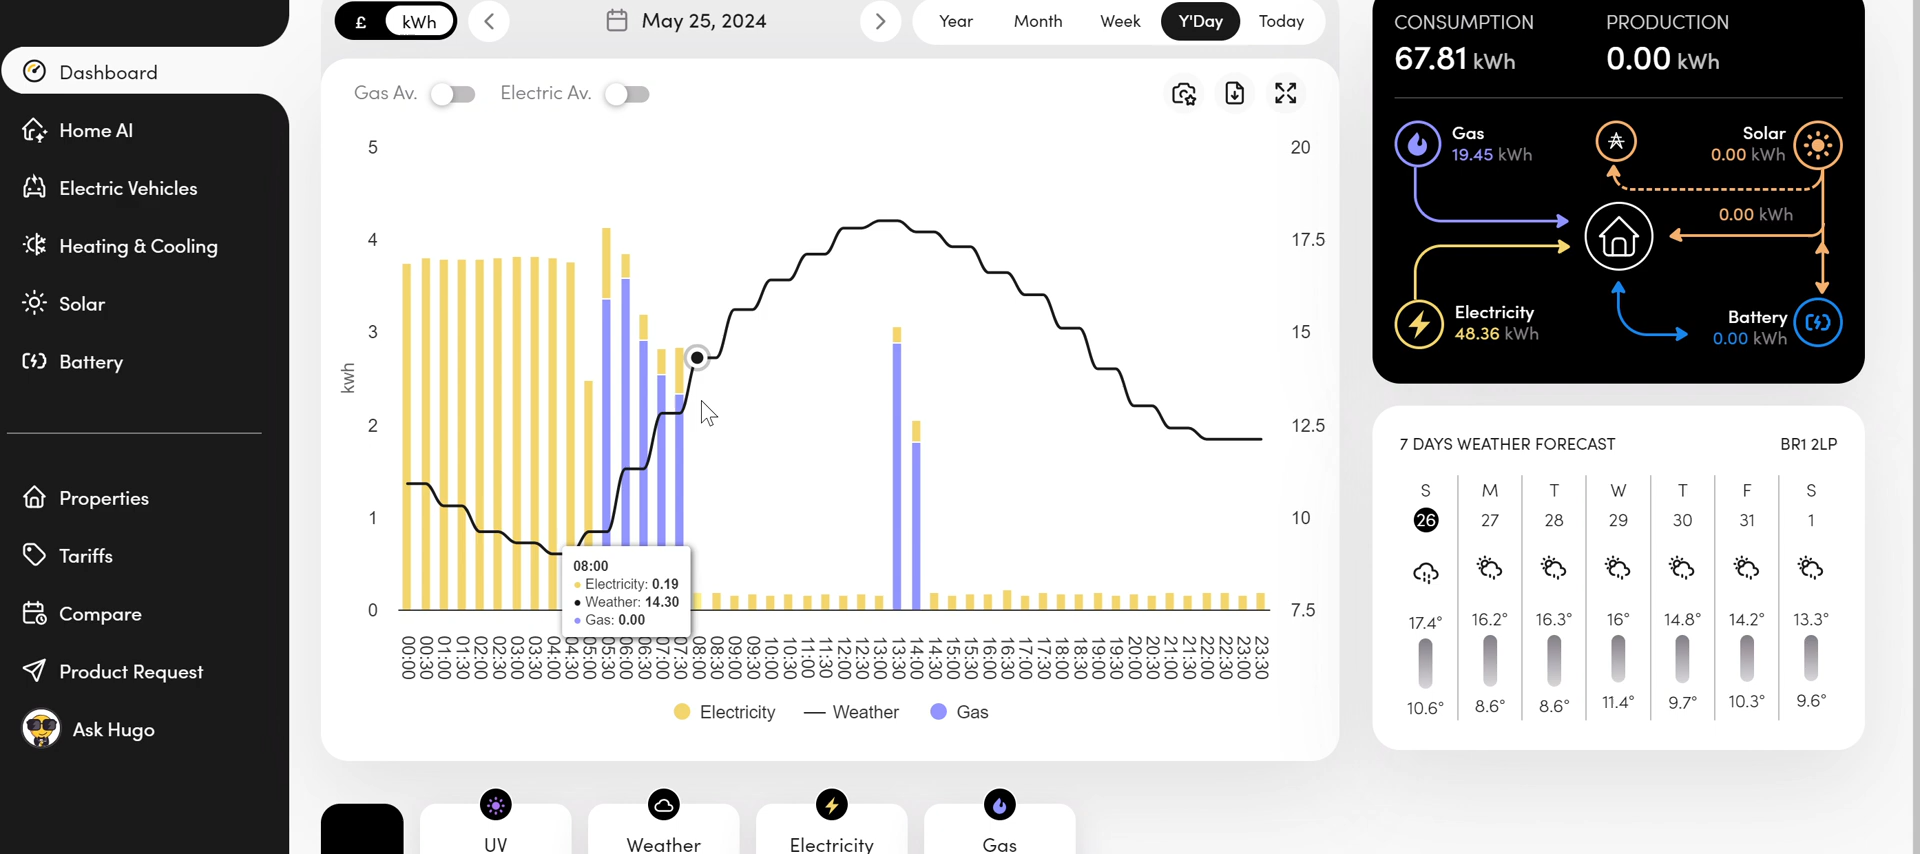 £ kWh
May 25, 2024
Year Month Week Y'Day Today
Dashboard
Home AI
Electric Vehicles
Heating & Cooling
Solar
Battery
Properties
Tariffs
Compare
Product Request
Ask Hugo
Gas Av. Electric Av.
5 20
4 17.5
3 15
kwh
2 12.5
1 10
0 7.5
08:00
Electricity: 0.19
Weather: 14.30
Gas: 0.00
00:00 00:30 01:00 01:30 02:00 02:30 03:00 03:30 04:00 04:30 05:00 05:30 06:00 06:30 07:00 07:30 08:00 08:30 09:00 09:30 10:00 10:30 11:00 11:30 12:00 12:30 13:00 13:30 14:00 14:30 15:00 15:30 16:00 16:30 17:00 17:30 18:00 18:30 19:00 19:30 20:00 20:30 21:00 21:30 22:00 22:30 23:00 23:30
Electricity Weather Gas
UV Weather Electricity Gas
CONSUMPTION PRODUCTION
67.81 kWh 0.00 kWh
Gas
19.45 kWh
Solar
0.00 kWh
0.00 kWh
Electricity
48.36 kWh
Battery
0.00 kWh
7 DAYS WEATHER FORECAST BR1 2LP
S M T W T F S
26 27 28 29 30 31 1
17.4° 16.2° 16.3° 16° 14.8° 14.2° 13.3°
10.6° 8.6° 8.6° 11.4° 9.7° 10.3° 9.6°